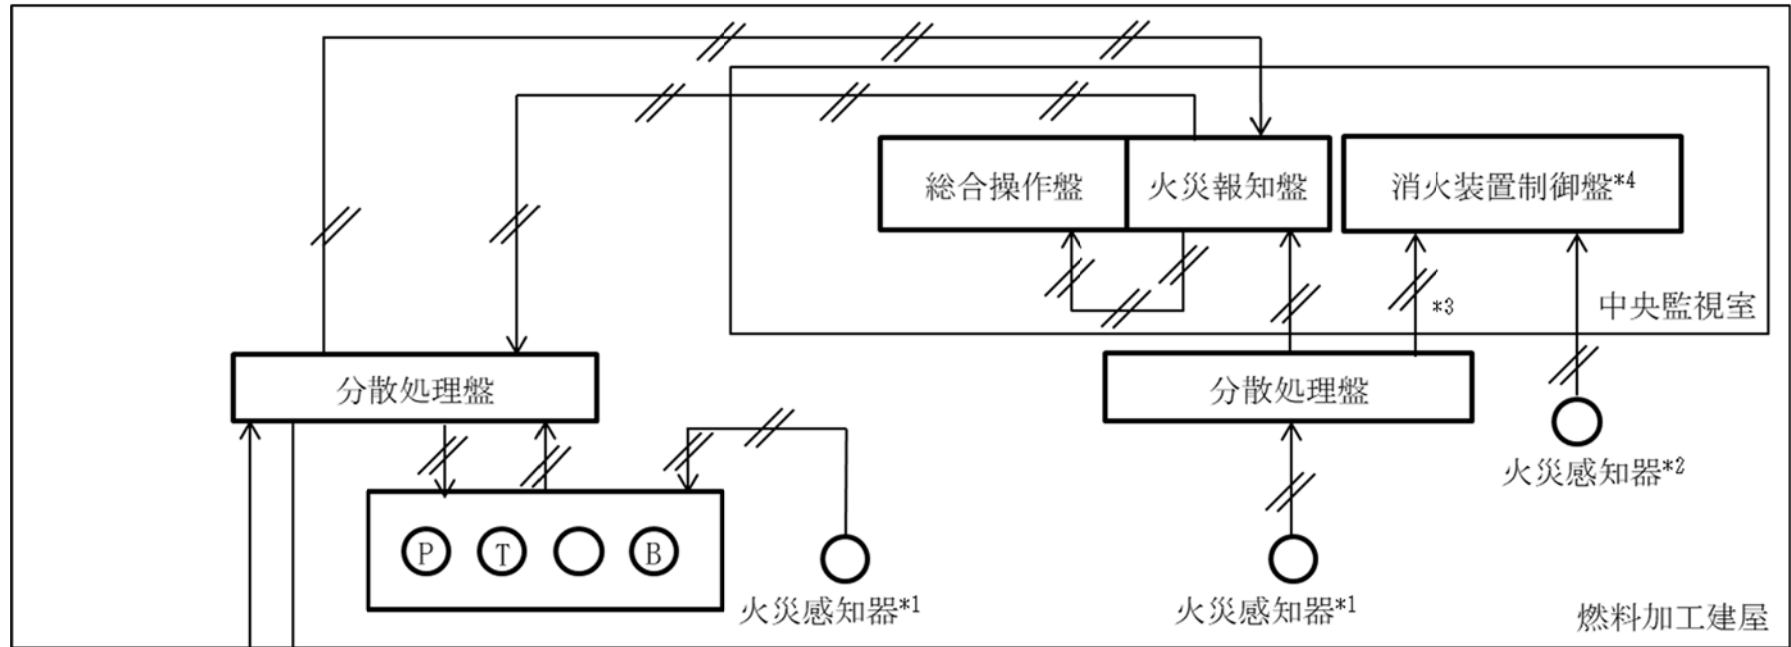 総合操作盤
火災報知盤
消火装置制御盤*4
*3
中央監視室
分散処理盤
分散処理盤
火災感知器*2
P
T
B
火災感知器*1
火災感知器*1
燃料加工建屋